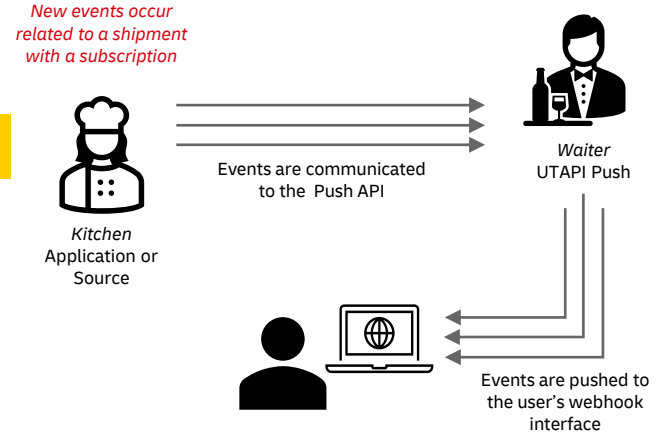 New events occur
related to a shipment
with a subscription
Events are communicated
to the Push API
Waiter
UTAPI Push
Kitchen
Application or
Source
Events are pushed to
the user's webhook
interface